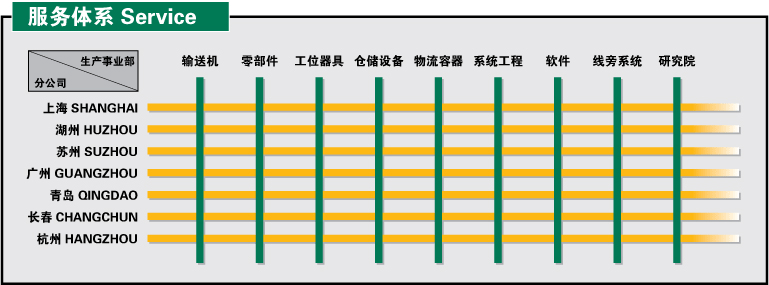 服务体系 Service
生产事业部
分公司
输送机 零部件 工位器具 仓储设备 物流容器 系统工程 软件 线旁系统 研究院
上海 SHANGHAI
湖州 HUZHOU
苏州 SUZHOU
广州 GUANGZHOU
青岛 QINGDAO
长春 CHANGCHUN
杭州 HANGZHOU